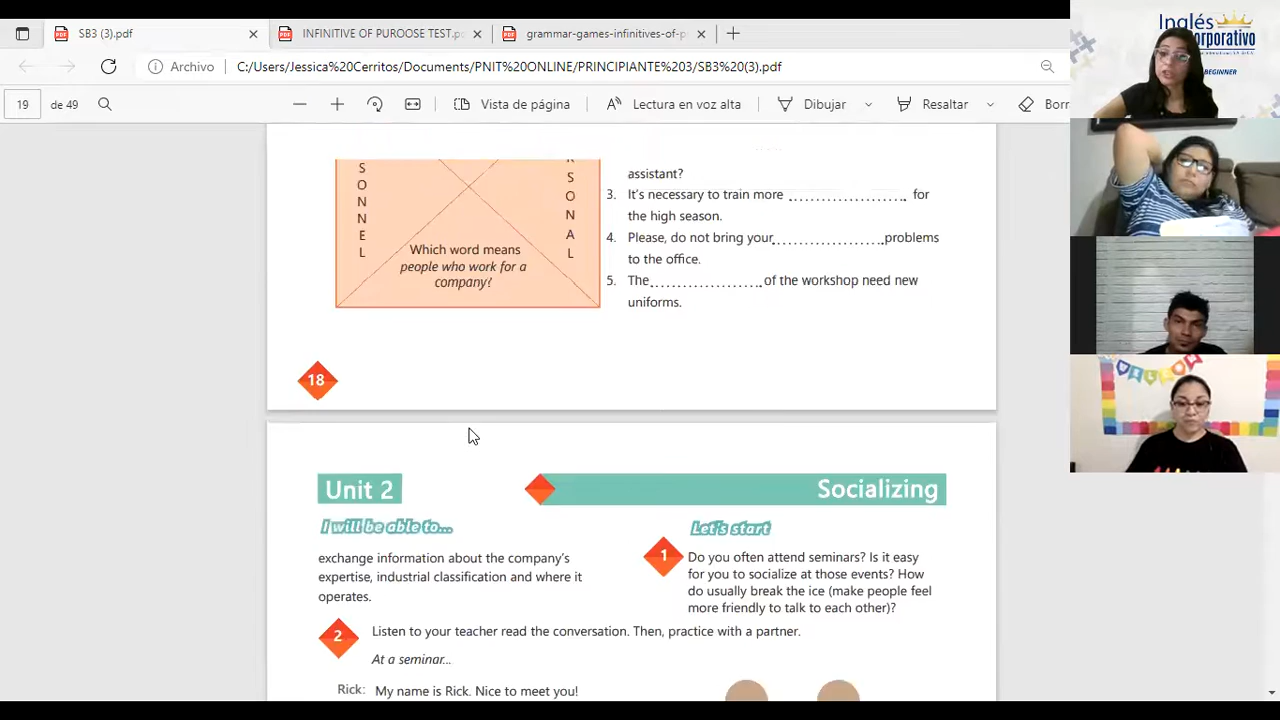 SB3 (3).pdf
INFINITIVE OF PUROOSE TEST.p
grammar-games-infinitives-of-p
Archivo
C:/Users/Jessica%20Cerritos/Documents/PNT%20ONLINE/PRINCIPIANTE%203/SB3%20(3).pdf
19
de 49
Vista de página
Lectura en voz alta
Dibujar
Resaltar
Borr
Inglés
BEGINNER
S
O
N
N
E
L
S
O
N
A
L
Which word means
people who work for a
company?
assistant?
3. It's necessary to train more ..................... for
the high season.
4. Please, do not bring your.....................problems
to the office.
5. The..................... of the workshop need new
uniforms.
18
Unit 2
Socializing
I will be able to...
exchange information about the company's
expertise, industrial classification and where it
operates.
Let's start
1
Do you often attend seminars? Is it easy
for you to socialize at those events? How
do usually break the ice (make people feel
more friendly to talk to each other)?
2
Listen to your teacher read the conversation. Then, practice with a partner.
At a seminar...
Rick: My name is Rick. Nice to meet you!